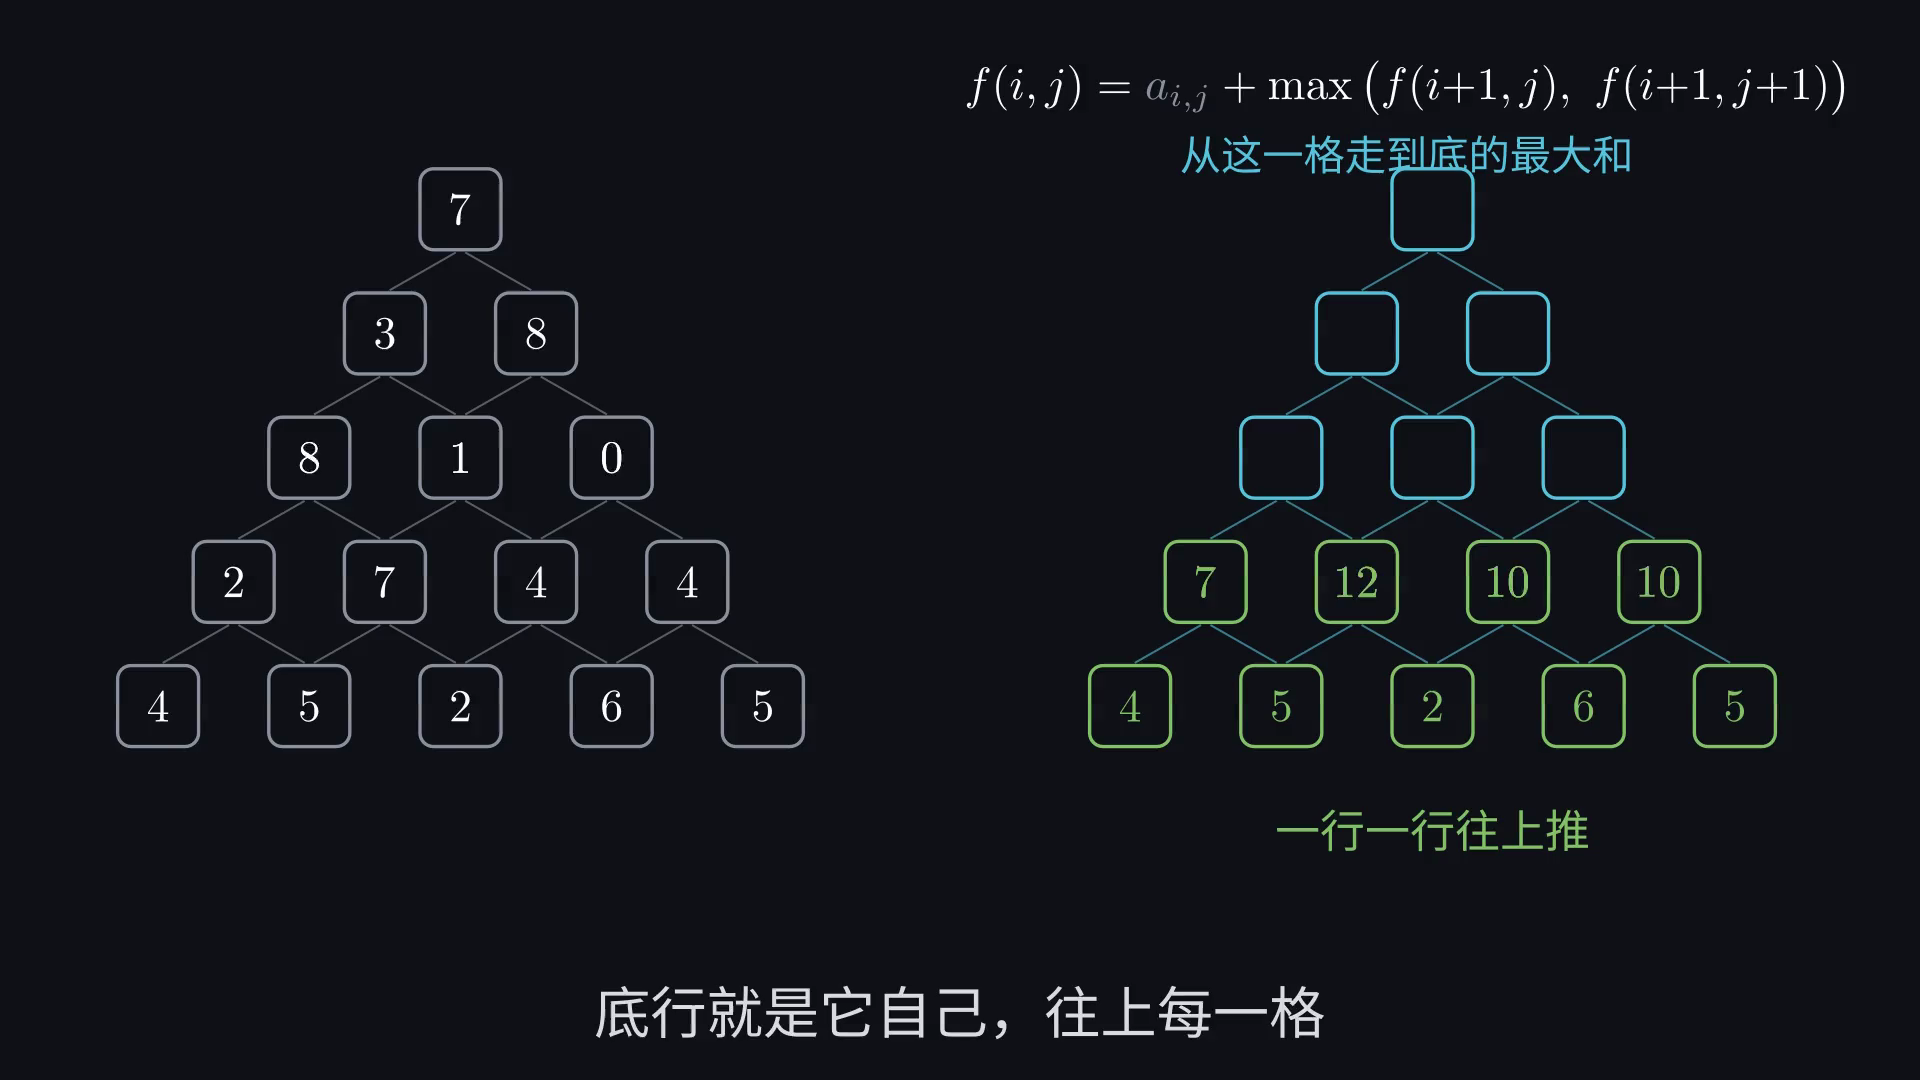 f(i, j) = a_{i,j} + max(f(i+1, j), f(i+1, j+1))
从这一格走到底的最大和
7
3 8
8 1 0
2 7 4 4
4 5 2 6 5
7 12 10 10
4 5 2 6 5
一行一行往上推
底行就是它自己，往上每一格